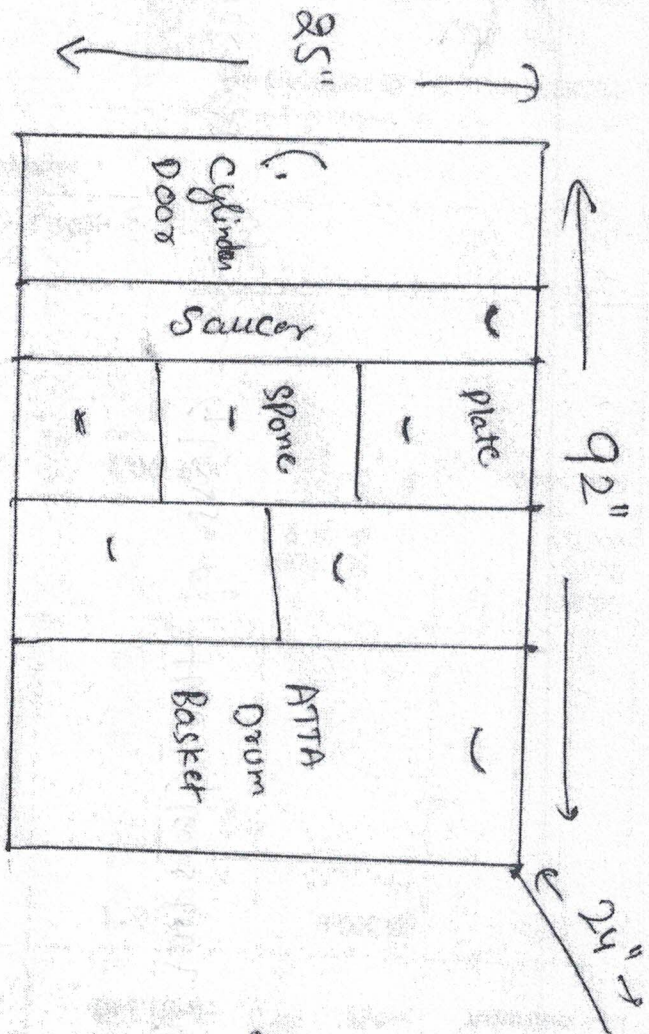 92"
24"
25"
Cylinder
Door
Saucer
Plate
Spone
ATTA
Drum
Basket